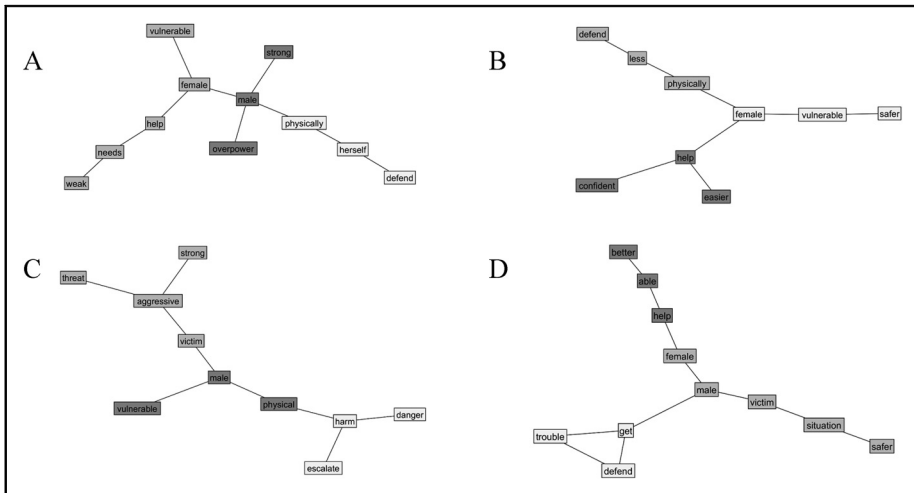 A
vulnerable
strong
female
male
help
physically
needs
overpower
herself
weak
defend
B
defend
less
physically
female
vulnerable
safer
help
confident
easier
C
strong
threat
aggressive
victim
male
vulnerable
physical
harm
danger
escalate
D
better
able
help
female
male
victim
get
situation
trouble
safer
defend